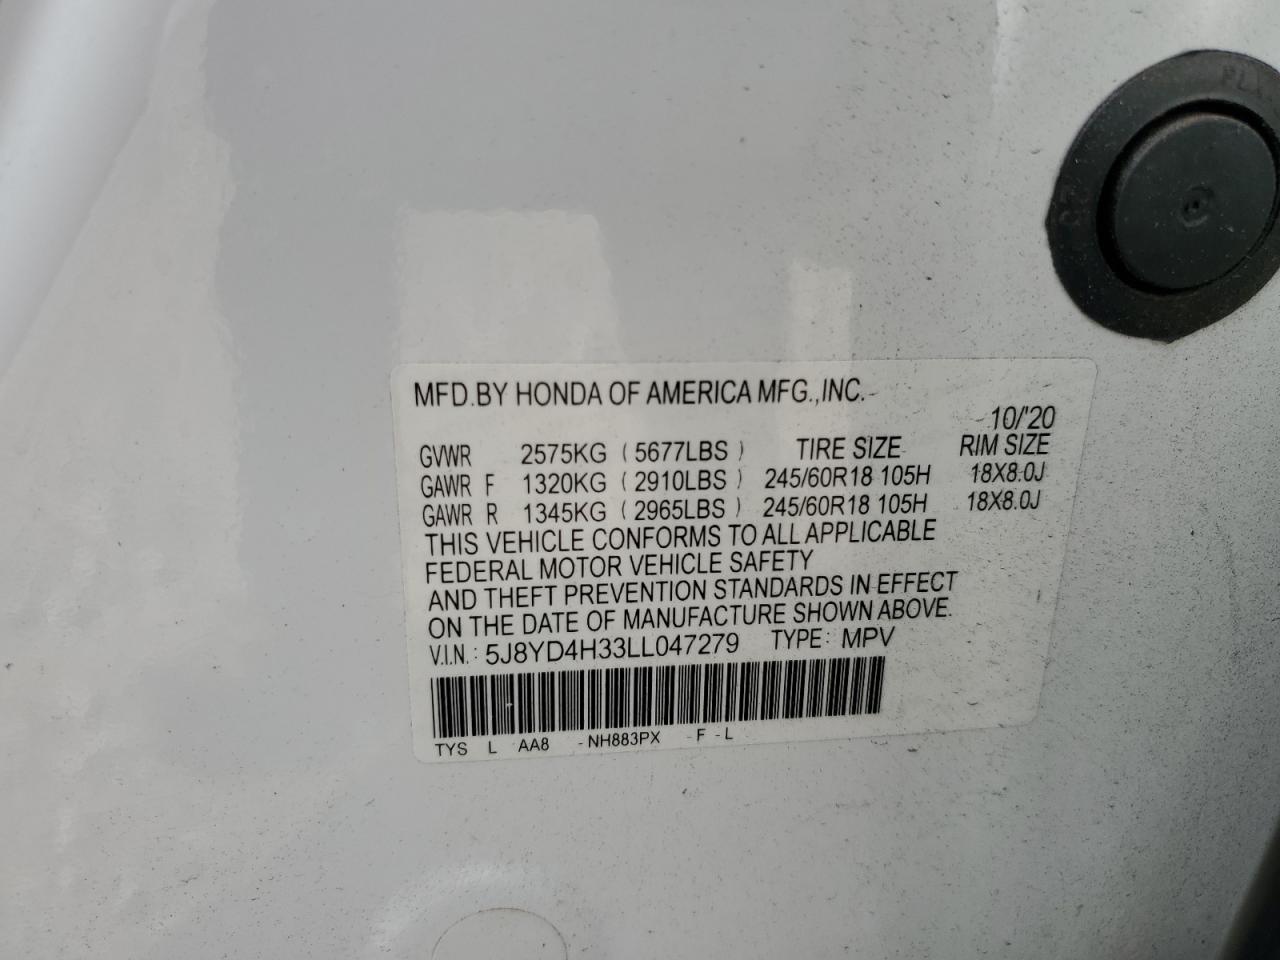 MFD.BY HONDA OF AMERICA MFG.,INC.
10/'20
GVWR 2575KG ( 5677LBS ) TIRE SIZE RIM SIZE
GAWR F 1320KG ( 2910LBS ) 245/60R18 105H 18X8.0J
GAWR R 1345KG ( 2965LBS ) 245/60R18 105H 18X8.0J
THIS VEHICLE CONFORMS TO ALL APPLICABLE
FEDERAL MOTOR VEHICLE SAFETY
AND THEFT PREVENTION STANDARDS IN EFFECT
ON THE DATE OF MANUFACTURE SHOWN ABOVE.
V.I.N.: 5J8YD4H33LL047279 TYPE: MPV
TYS L AA8 -NH883PX -F -L